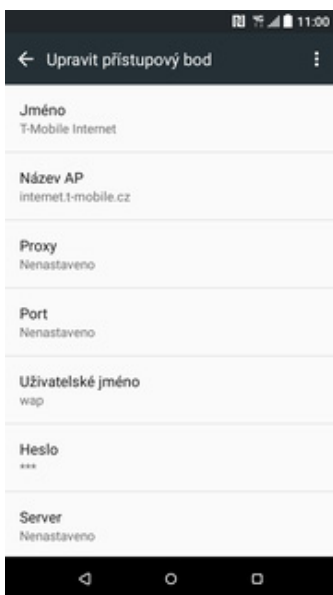 11:00
Upravit přístupový bod
Jméno
T-Mobile Internet
Název AP
internet.t-mobile.cz
Proxy
Nenastaveno
Port
Nenastaveno
Uživatelské jméno
wap
Heslo
***
Server
Nenastaveno